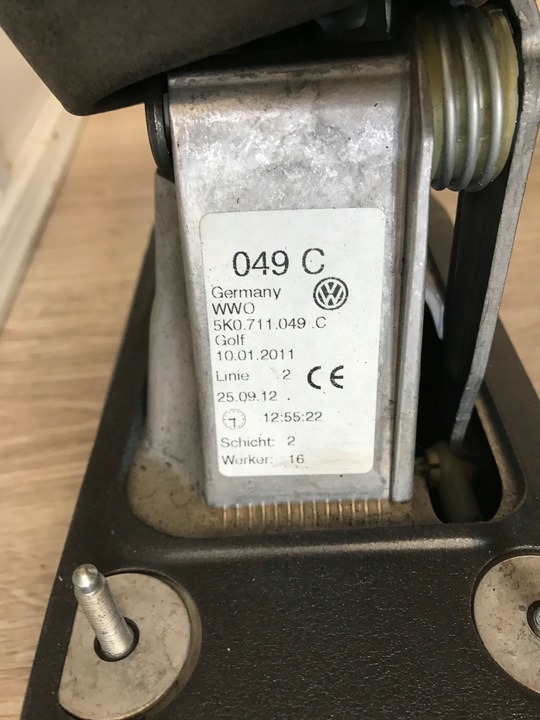 049 C
Germany
WWO
5K0.711.049 .C
Golf
10.01.2011
Linie 2 CE
25.09.12 .
12:55:22
Schicht: 2
Werker: 16